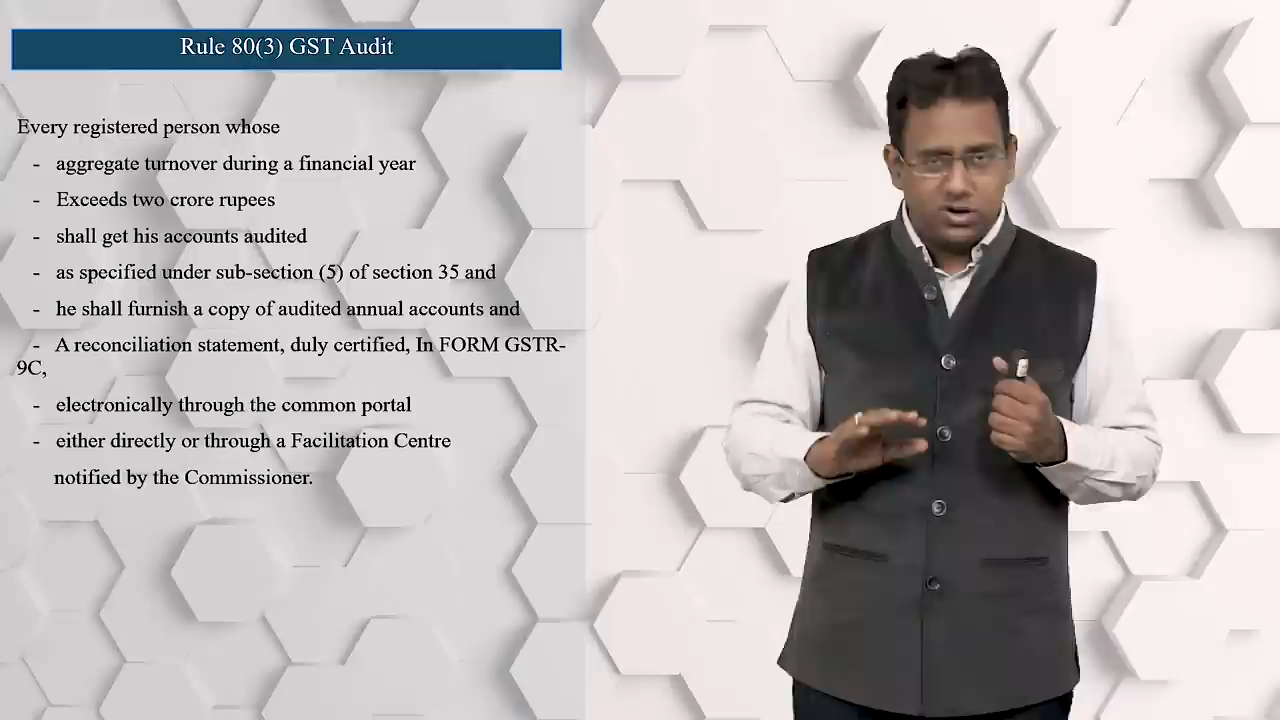 Rule 80(3) GST Audit
Every registered person whose
- aggregate turnover during a financial year
- Exceeds two crore rupees
- shall get his accounts audited
- as specified under sub-section (5) of section 35 and
- he shall furnish a copy of audited annual accounts and
- A reconciliation statement, duly certified, In FORM GSTR-
9C,
- electronically through the common portal
- either directly or through a Facilitation Centre
notified by the Commissioner.